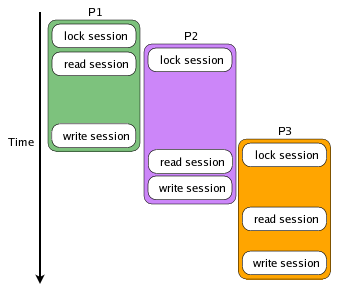 P1
lock session
read session
write session
P2
lock session
read session
write session
P3
lock session
read session
write session
Time